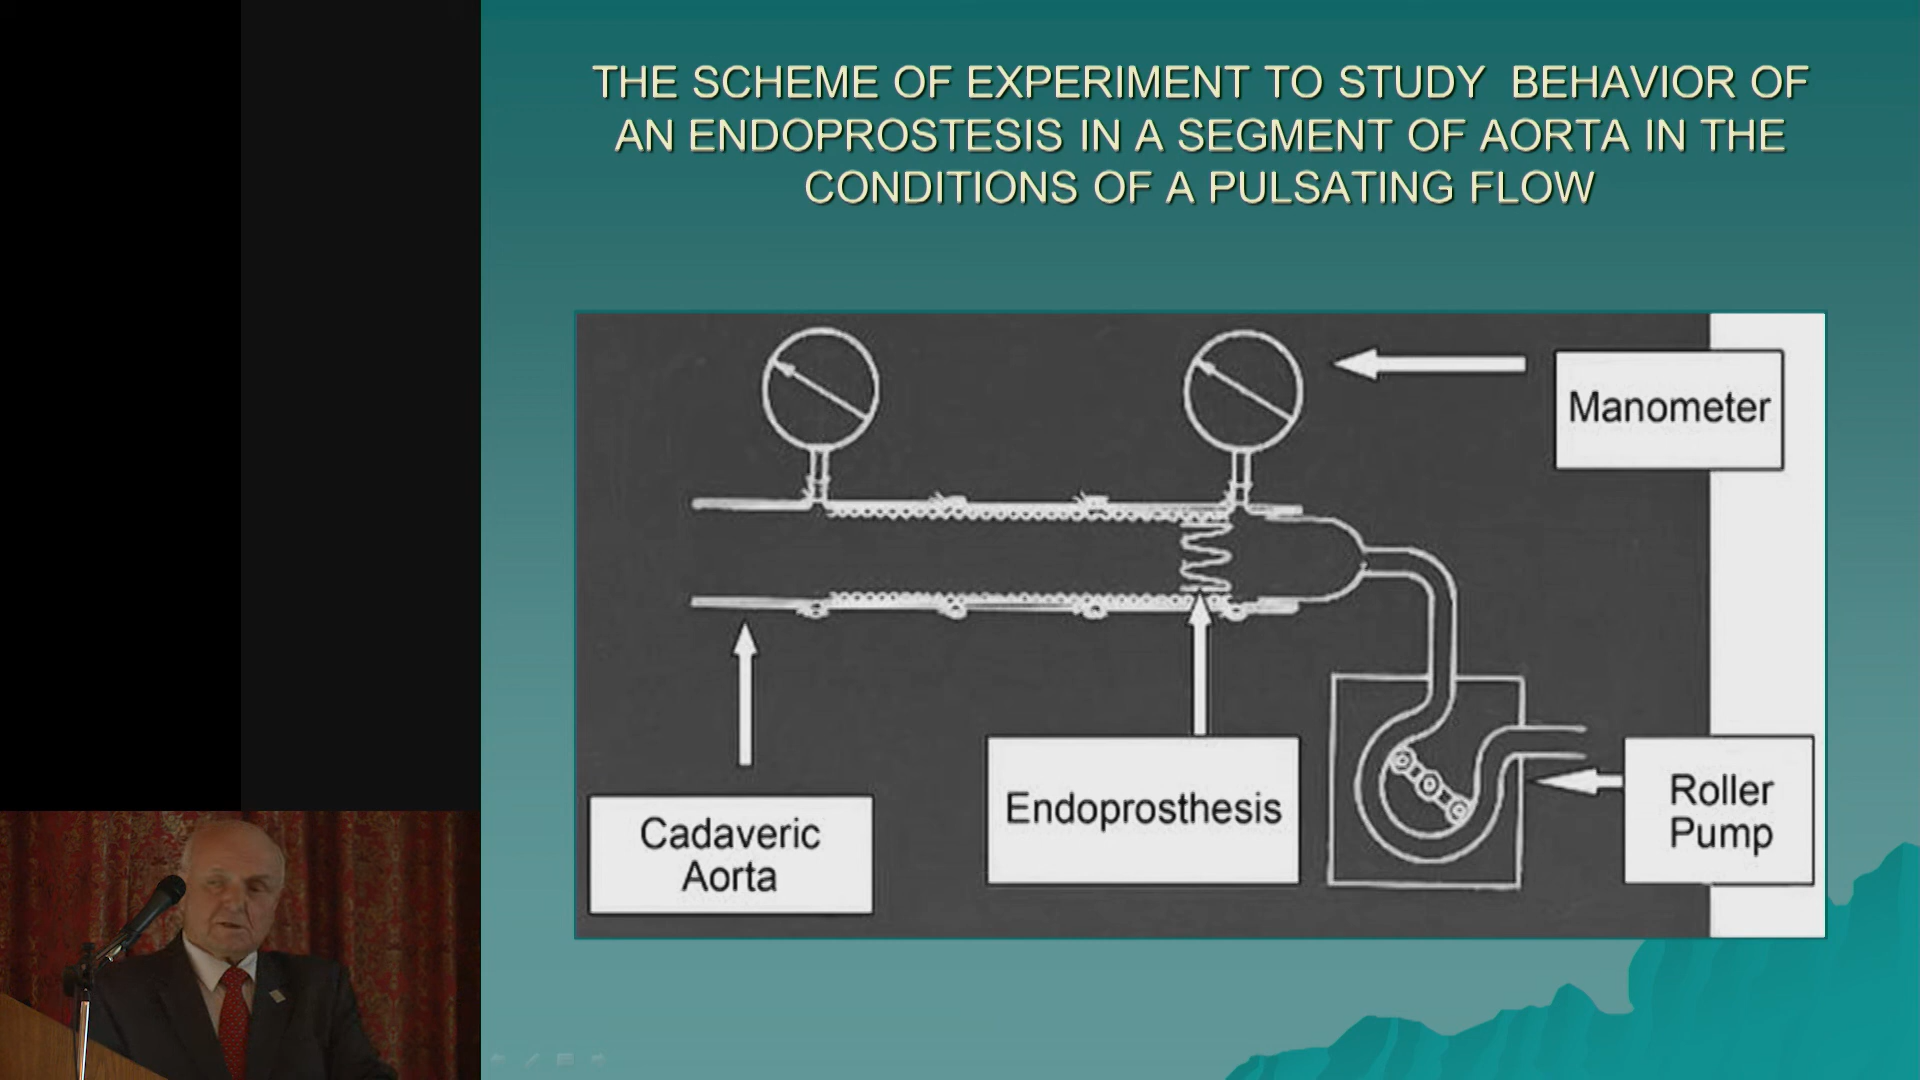 THE SCHEME OF EXPERIMENT TO STUDY BEHAVIOR OF
AN ENDOPROSTESIS IN A SEGMENT OF AORTA IN THE
CONDITIONS OF A PULSATING FLOW
Manometer
Endoprosthesis
Roller
Pump
Cadaveric
Aorta